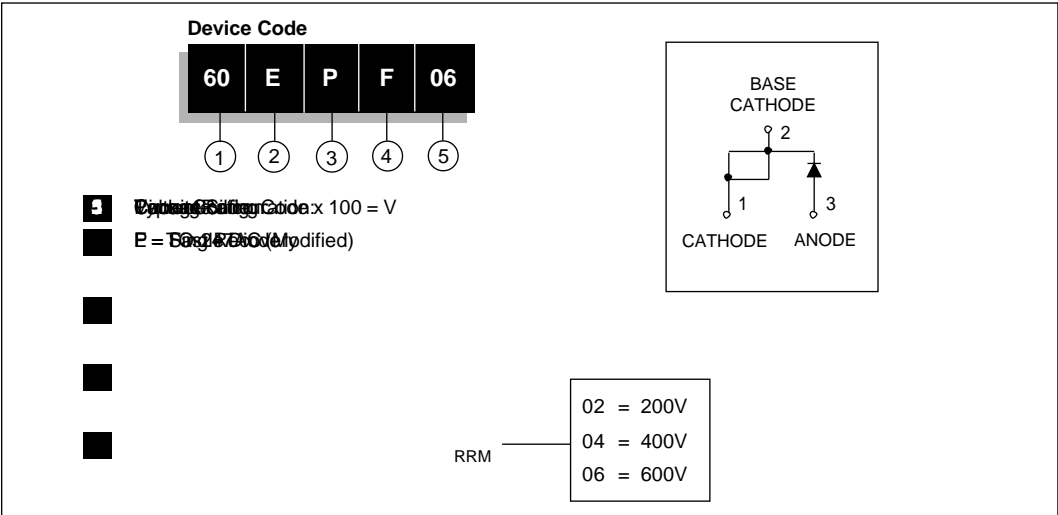 Device Code
60 E P F 06
1 2 3 4 5
BASE
CATHODE
2
1 3
CATHODE ANODE
x 100 = V
RRM
02 = 200V
04 = 400V
06 = 600V